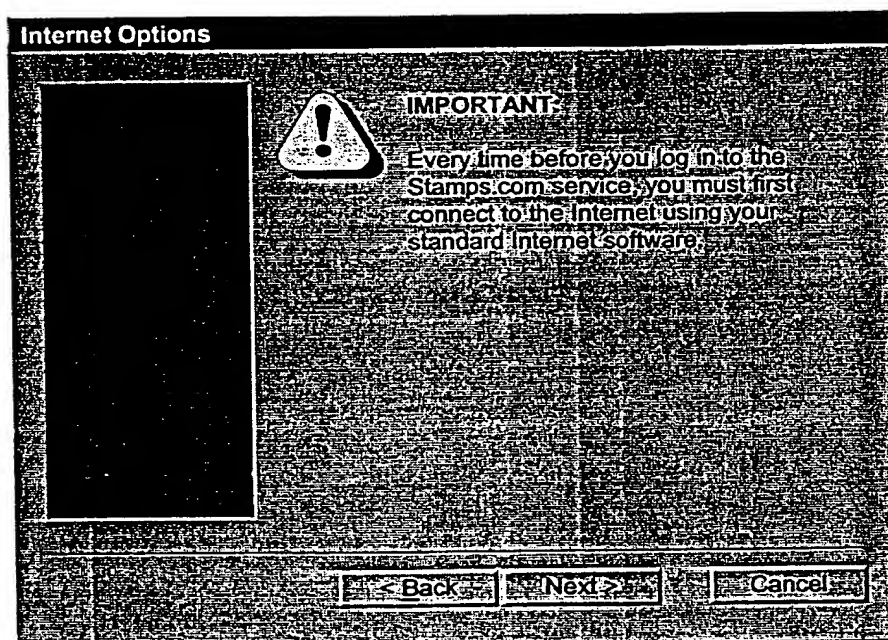 Internet Options
IMPORTANT:
Every time before you log in to the
Stamps.com service, you must first
connect to the Internet using your
standard Internet software.
< Back
Next >
Cancel